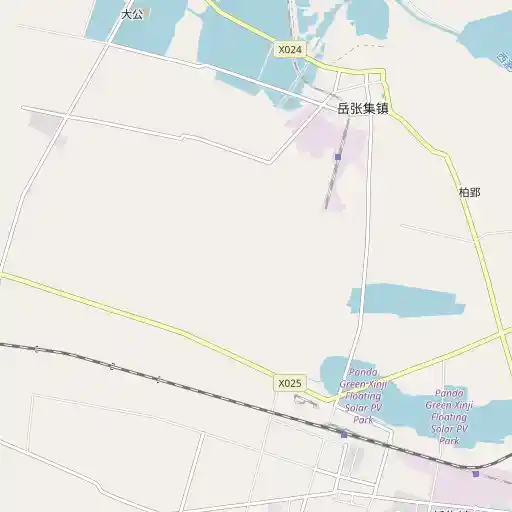 大公
X024
岳张集镇
柏郢
X025
Panda
Green Xinji
Floating
Solar PV
Park
Panda
Green Xinji
Floating
Solar PV
Park